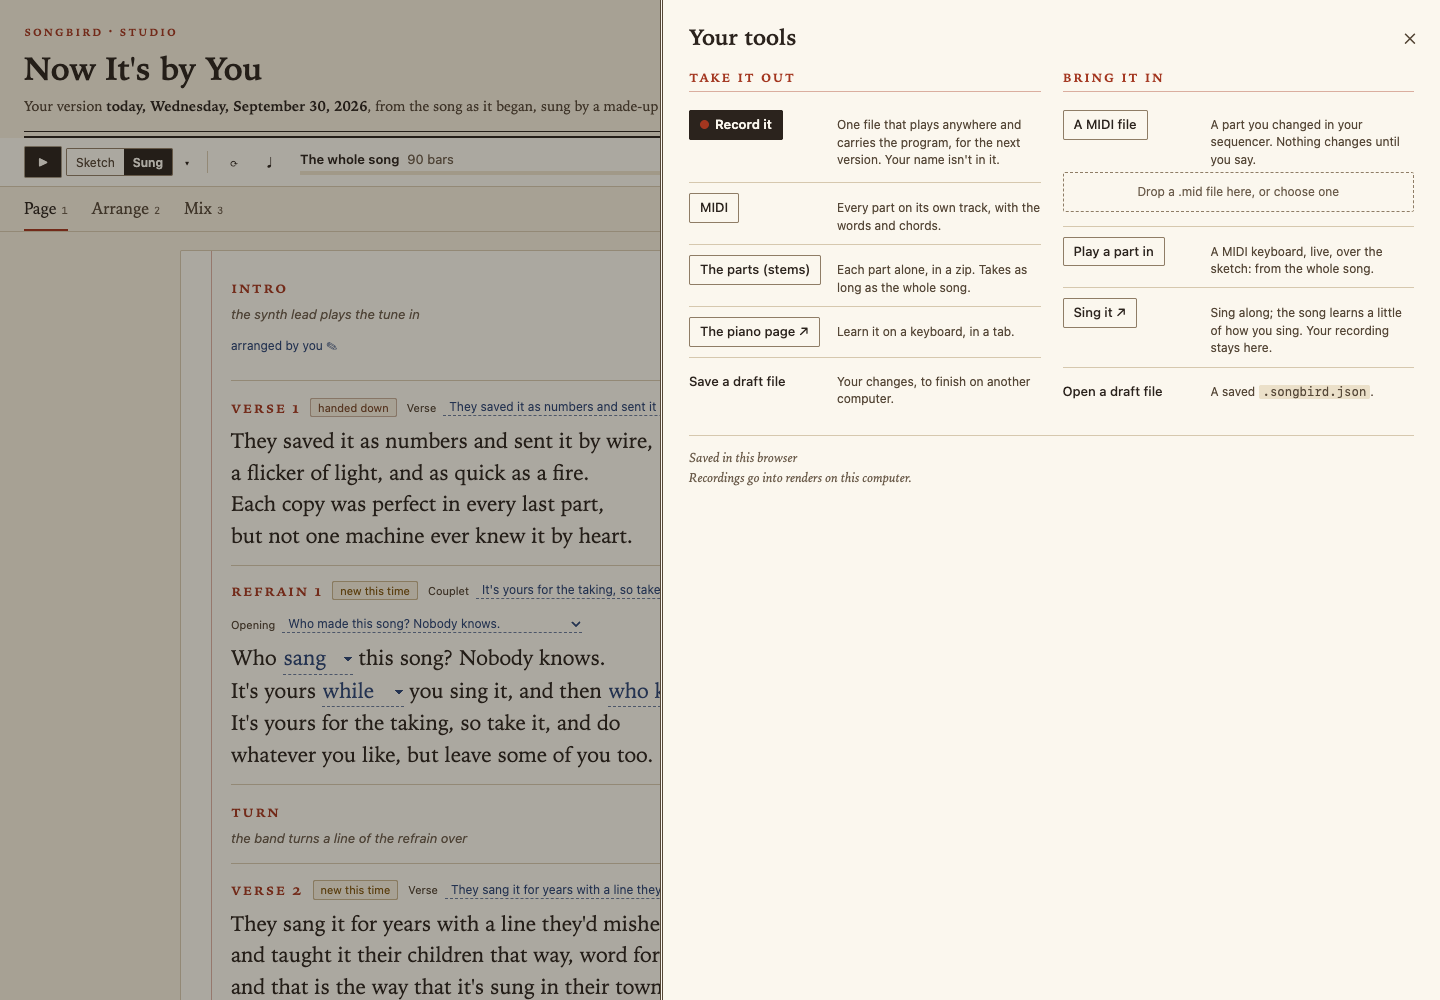 SONGBIRD · STUDIO
Now It's by You
Your version today, Wednesday, September 30, 2026, from the song as it began, sung by a made-up
Sketch Sung
The whole song 90 bars
Page 1 Arrange 2 Mix 3
INTRO
the synth lead plays the tune in
arranged by you ✎
VERSE 1 handed down Verse They saved it as numbers and sent it
They saved it as numbers and sent it by wire,
a flicker of light, and as quick as a fire.
Each copy was perfect in every last part,
but not one machine ever knew it by heart.
REFRAIN 1 new this time Couplet It's yours for the taking, so take
Opening Who made this song? Nobody knows.
Who sang this song? Nobody knows.
It's yours while you sing it, and then who
It's yours for the taking, so take it, and do
whatever you like, but leave some of you too.
TURN
the band turns a line of the refrain over
VERSE 2 new this time Verse They sang it for years with a line they
They sang it for years with a line they'd mishe
and taught it their children that way, word for
and that is the way that it's sung in their town
Your tools
×
TAKE IT OUT
Record it
One file that plays anywhere and
carries the program, for the next
version. Your name isn't in it.
MIDI
Every part on its own track, with the
words and chords.
The parts (stems)
Each part alone, in a zip. Takes as
long as the whole song.
The piano page ↗
Learn it on a keyboard, in a tab.
Save a draft file
Your changes, to finish on another
computer.
BRING IT IN
A MIDI file
A part you changed in your
sequencer. Nothing changes until
you say.
Drop a .mid file here, or choose one
Play a part in
A MIDI keyboard, live, over the
sketch: from the whole song.
Sing it ↗
Sing along; the song learns a little
of how you sing. Your recording
stays here.
Open a draft file
A saved .songbird.json.
Saved in this browser
Recordings go into renders on this computer.